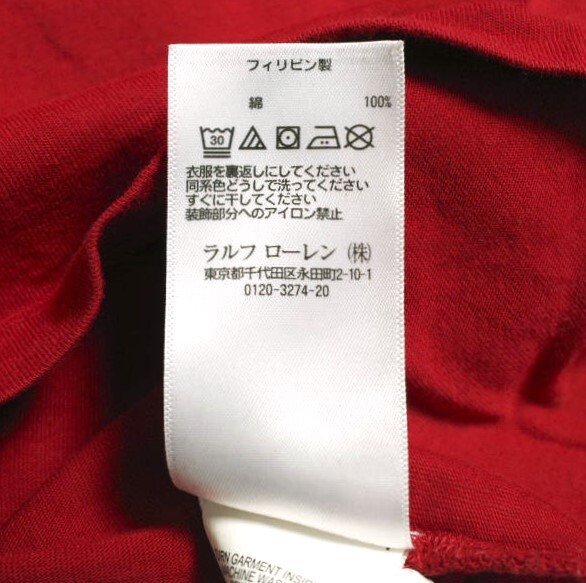 フィリピン製
綿 100%
30
衣服を裏返しにしてください
同系色どうしで洗ってください
すぐに干してください
装飾部分へのアイロン禁止
ラルフ ローレン (株)
東京都千代田区永田町2-10-1
0120-3274-20
GARMENT
MACHINE